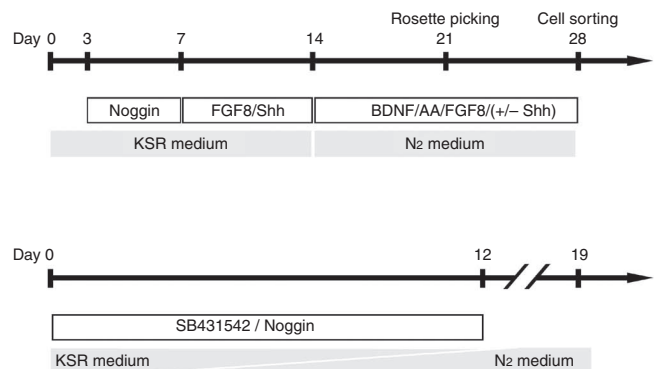 Rosette picking Cell sorting
Day 0 3 7 14 21 28
Noggin FGF8/Shh BDNF/AA/FGF8/(+/– Shh)
KSR medium N2 medium
Day 0 12 19
SB431542 / Noggin
KSR medium N2 medium